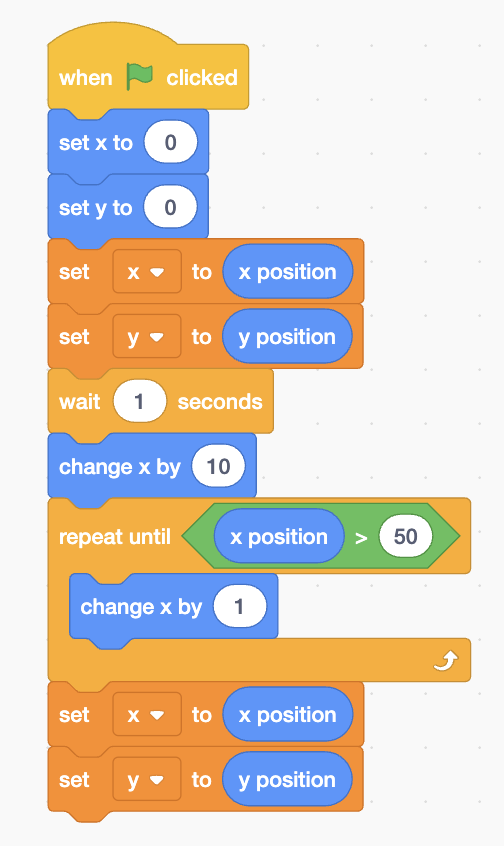 when clicked
set x to 0
set y to 0
set x to x position
set y to y position
wait 1 seconds
change x by 10
repeat until x position > 50
change x by 1
set x to x position
set y to y position